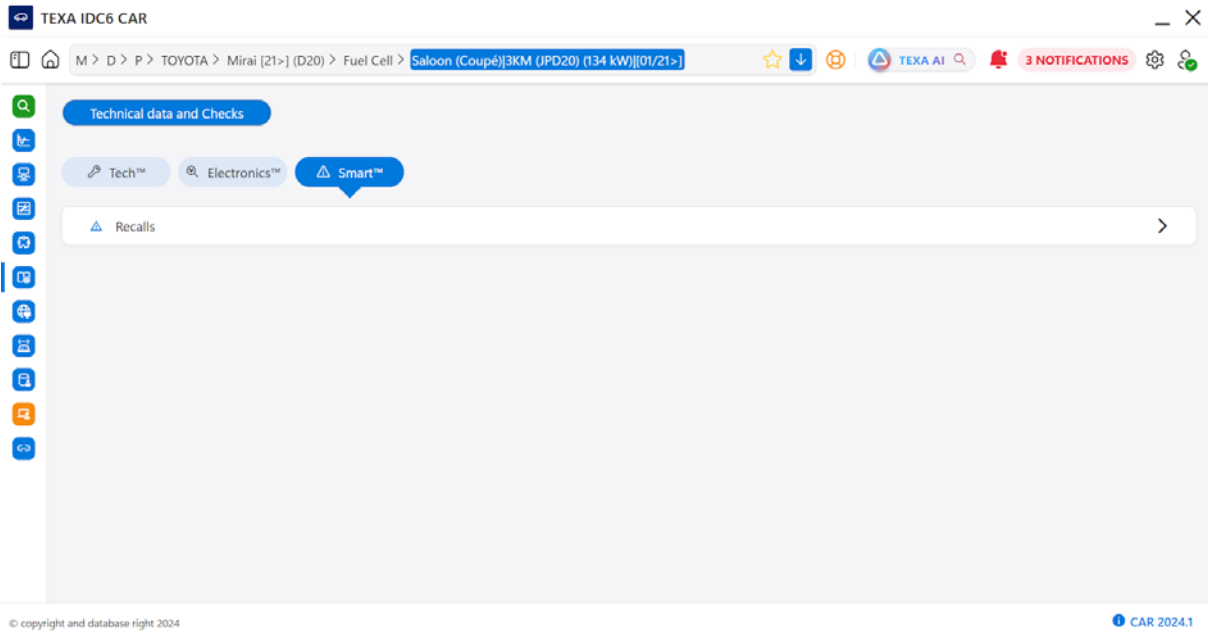 TEXA IDC6 CAR
M > D > P > TOYOTA > Mirai [21>] (D20) > Fuel Cell > Saloon (Coupé)|3KM (JPD20) (134 kW)|[01/21>]
TEXA AI
3 NOTIFICATIONS
Technical data and Checks
Tech™
Electronics™
Smart™
Recalls
© copyright and database right 2024
CAR 2024.1